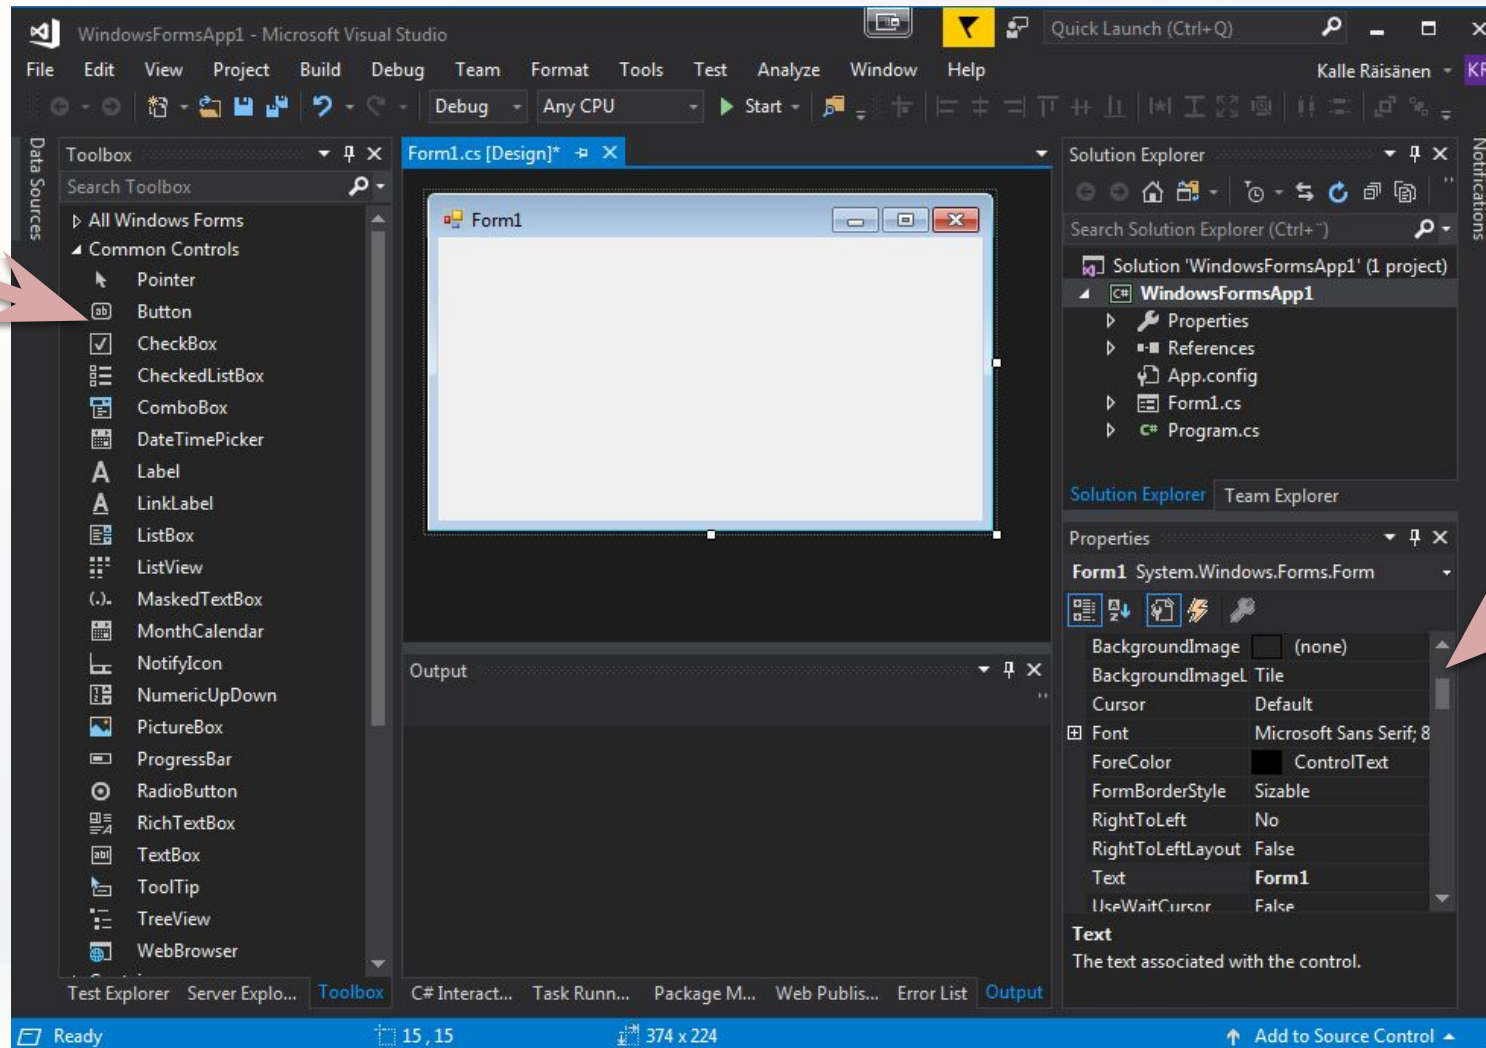 WindowsFormsApp1 - Microsoft Visual Studio
Quick Launch (Ctrl+Q)
File Edit View Project Build Debug Team Format Tools Test Analyze Window Help
Kalle Räisänen KR
Debug Any CPU Start
Data Sources
Toolbox
Search Toolbox
All Windows Forms
Common Controls
Pointer
Button
CheckBox
CheckedListBox
ComboBox
DateTimePicker
Label
LinkLabel
ListBox
ListView
MaskedTextBox
MonthCalendar
NotifyIcon
NumericUpDown
PictureBox
ProgressBar
RadioButton
RichTextBox
TextBox
ToolTip
TreeView
WebBrowser
Test Explorer Server Explo... Toolbox
Form1.cs [Design]*
Form1
Output
C# Interact... Task Runn... Package M... Web Publis... Error List Output
Solution Explorer
Search Solution Explorer (Ctrl+¨)
Solution 'WindowsFormsApp1' (1 project)
C# WindowsFormsApp1
Properties
References
App.config
Form1.cs
C# Program.cs
Solution Explorer Team Explorer
Notifications
Properties
Form1 System.Windows.Forms.Form
BackgroundImage (none)
BackgroundImageL Tile
Cursor Default
Font Microsoft Sans Serif; 8
ForeColor ControlText
FormBorderStyle Sizable
RightToLeft No
RightToLeftLayout False
Text Form1
UseWaitCursor False
Text
The text associated with the control.
Ready 15 , 15 374 x 224 Add to Source Control